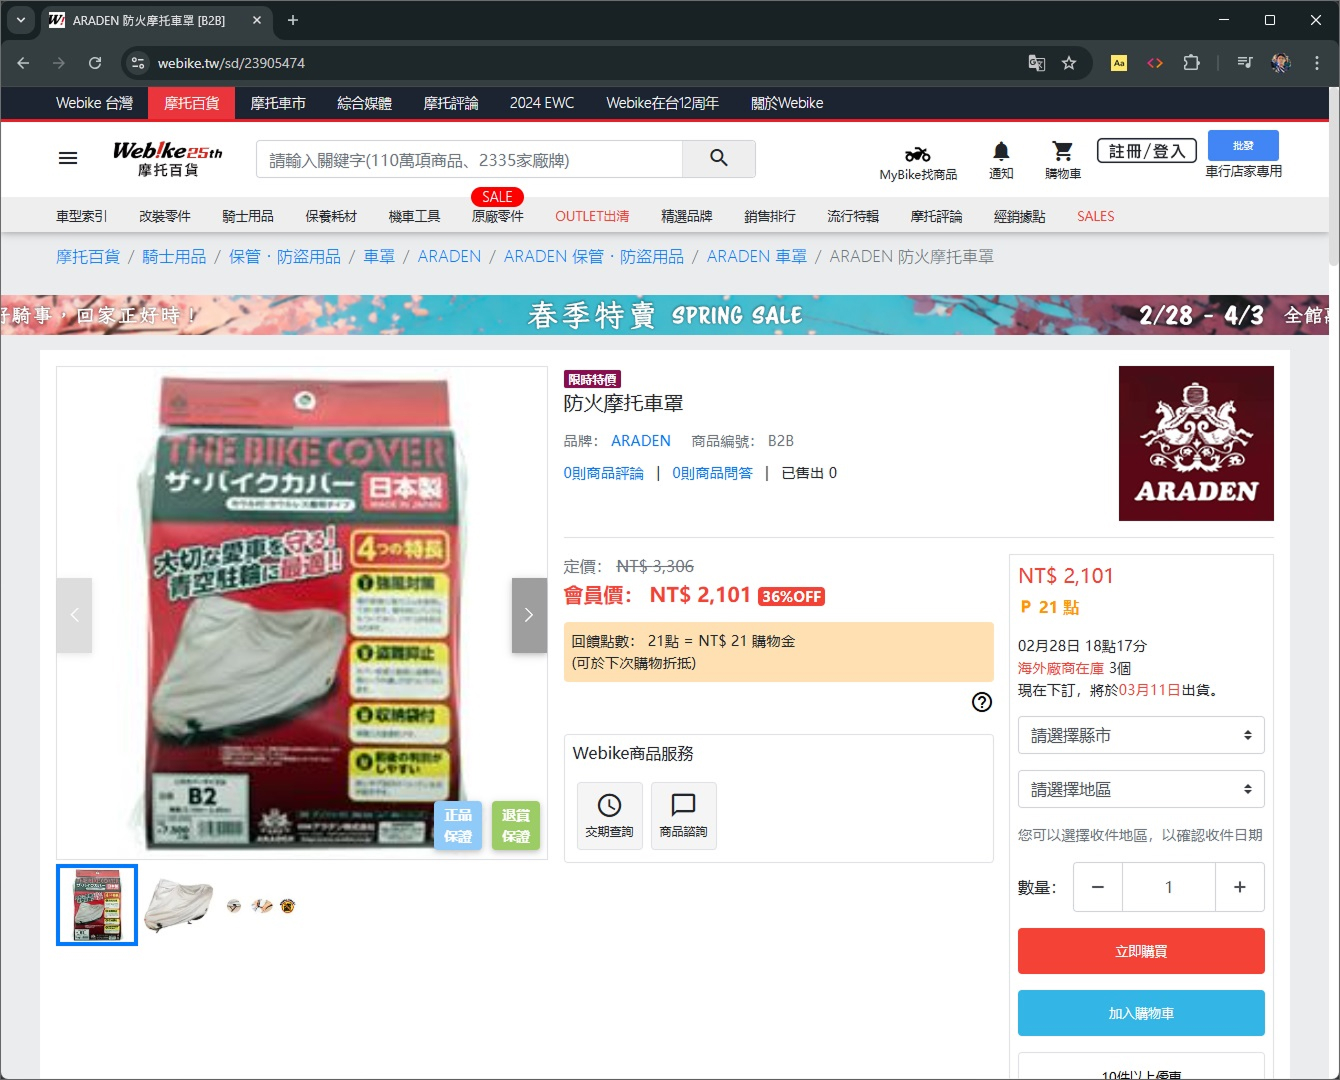 ARADEN 防火摩托車罩 [B2B]
webike.tw/sd/23905474
Webike 台灣
摩托百貨
摩托車市
綜合媒體
摩托評論
2024 EWC
Webike在台12周年
關於Webike
Web!ke25th
摩托百貨
請輸入關鍵字(110萬項商品、2335家廠牌)
MyBike找商品
通知
購物車
註冊/登入
批發
車行店家專用
SALE
車型索引
改裝零件
騎士用品
保養耗材
機車工具
原廠零件
OUTLET出清
精選品牌
銷售排行
流行特輯
摩托評論
經銷據點
SALES
摩托百貨 / 騎士用品 / 保管．防盜用品 / 車罩 / ARADEN / ARADEN 保管．防盜用品 / ARADEN 車罩 / ARADEN 防火摩托車罩
好騎事，回家正好時！
春季特賣 SPRING SALE
2/28 - 4/3
全館
THE BIKE COVER
ザ・バイクカバー
日本製
MADE IN JAPAN
大切な愛車を守る!
青空駐輪に最適!!
4つの特長
1 強風対策
2 盗難抑止
3 収納袋付
4 前後の判別が
しやすい
B2
ARADEN
正品
保證
退貨
保證
限時特價
防火摩托車罩
品牌： ARADEN 商品編號： B2B
0則商品評論 | 0則商品問答 | 已售出 0
ARADEN
定價： NT$ 3,306
會員價： NT$ 2,101 36%OFF
回饋點數： 21點 = NT$ 21 購物金
(可於下次購物折抵)
Webike商品服務
交期查詢
商品諮詢
NT$ 2,101
P 21 點
02月28日 18點17分
海外廠商在庫 3個
現在下訂，將於03月11日出貨。
請選擇縣市
請選擇地區
您可以選擇收件地區，以確認收件日期
數量：
1
立即購買
加入購物車
10件以上優惠